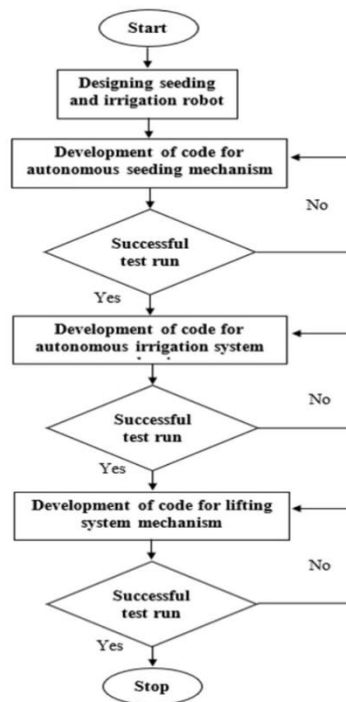 Start
Designing seeding
and irrigation robot
Development of code for
autonomous seeding mechanism
No
Successful
test run
Yes
Development of code for
autonomous irrigation system
No
Successful
test run
Yes
Development of code for lifting
system mechanism
No
Successful
test run
Yes
Stop